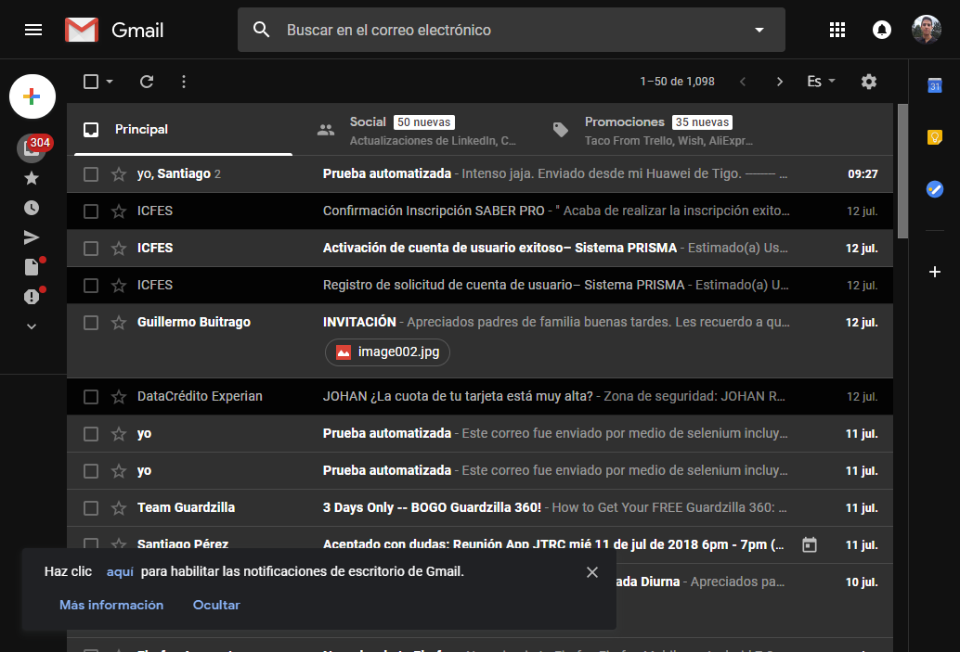 Gmail
Buscar en el correo electrónico
1–50 de 1,098
Es
31
304
Principal
Social 50 nuevas
Actualizaciones de LinkedIn, C...
Promociones 35 nuevas
Taco From Trello, Wish, AliExpr...
yo, Santiago 2 Prueba automatizada - Intenso jaja. Enviado desde mi Huawei de Tigo. -------- ... 09:27
ICFES Confirmación Inscripción SABER PRO - " Acaba de realizar la inscripción exito... 12 jul.
ICFES Activación de cuenta de usuario exitoso– Sistema PRISMA - Estimado(a) Us... 12 jul.
ICFES Registro de solicitud de cuenta de usuario– Sistema PRISMA - Estimado(a) U... 12 jul.
Guillermo Buitrago INVITACIÓN - Apreciados padres de familia buenas tardes. Les recuerdo a qu... 12 jul.
image002.jpg
DataCrédito Experian JOHAN ¿La cuota de tu tarjeta está muy alta? - Zona de seguridad: JOHAN R... 12 jul.
yo Prueba automatizada - Este correo fue enviado por medio de selenium incluy... 11 jul.
yo Prueba automatizada - Este correo fue enviado por medio de selenium incluy... 11 jul.
Team Guardzilla 3 Days Only -- BOGO Guardzilla 360! - How to Get Your FREE Guardzilla 360: ... 11 jul.
Santiago Pérez Aceptado con dudas: Reunión App JTRC mié 11 de jul de 2018 6pm - 7pm (... 11 jul.
ada Diurna - Apreciados pa... 10 jul.
Haz clic aquí para habilitar las notificaciones de escritorio de Gmail.
Más información Ocultar